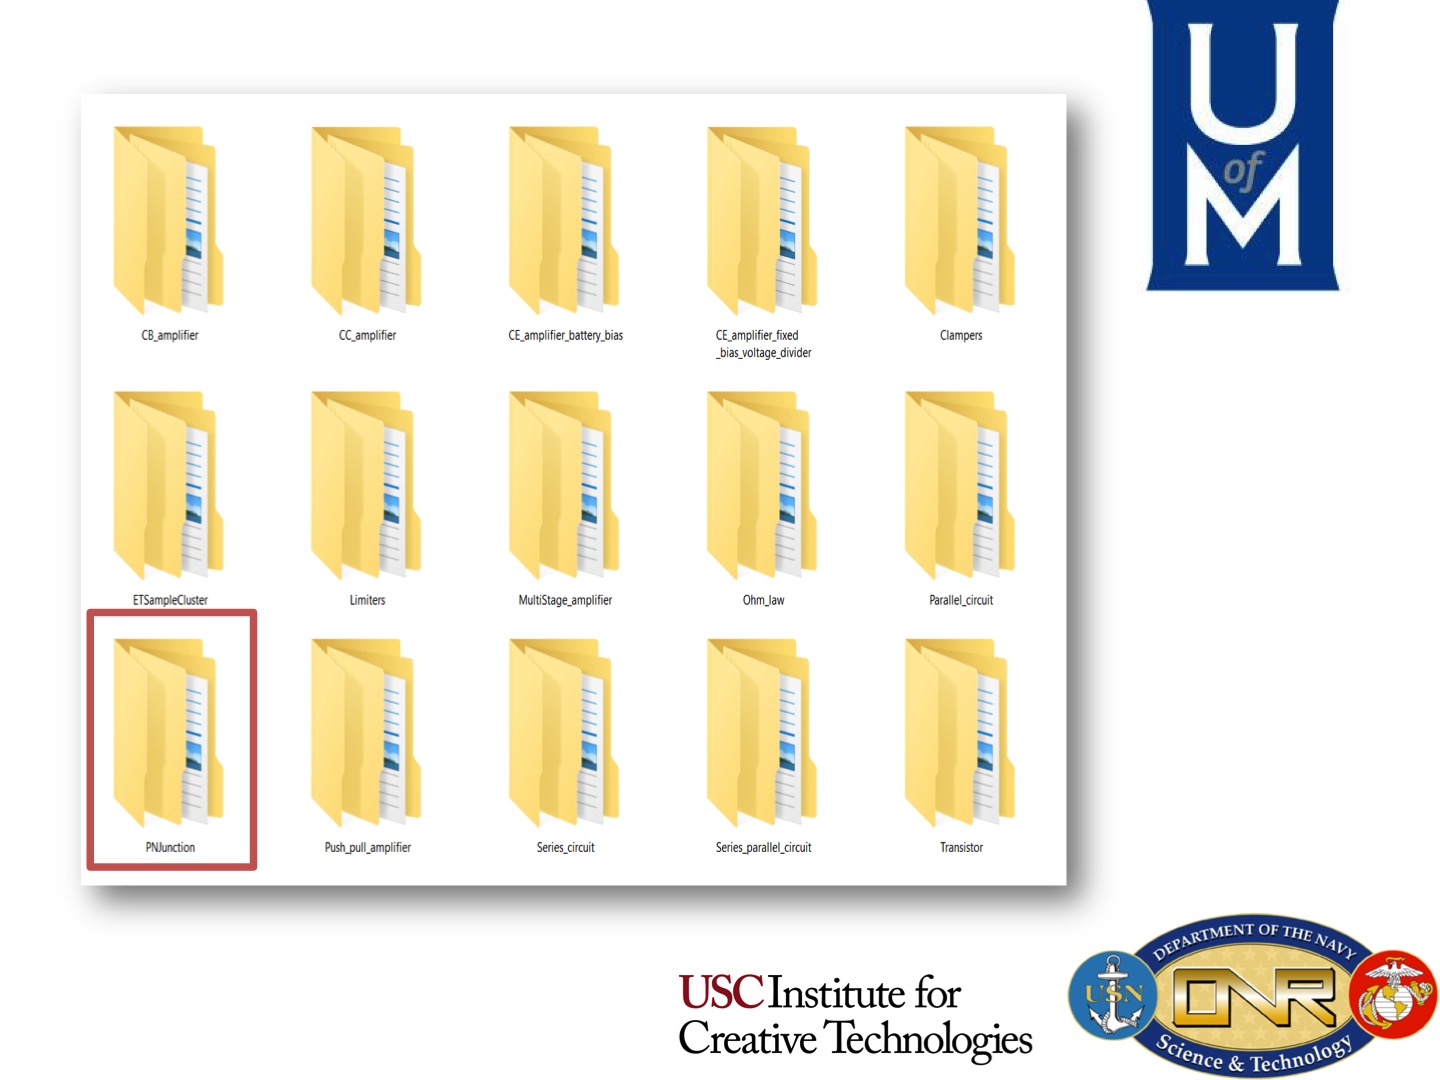 U
of
M
CB_amplifier
CC_amplifier
CE_amplifier_battery_bias
CE_amplifier_fixed
_bias_voltage_divider
Clampers
ETSampleCluster
Limiters
MultiStage_amplifier
Ohm_law
Parallel_circuit
PNJunction
Push_pull_amplifier
Series_circuit
Series_parallel_circuit
Transistor
USC Institute for
Creative Technologies
DEPARTMENT OF THE NAVY
USN
ONR
Science & Technology